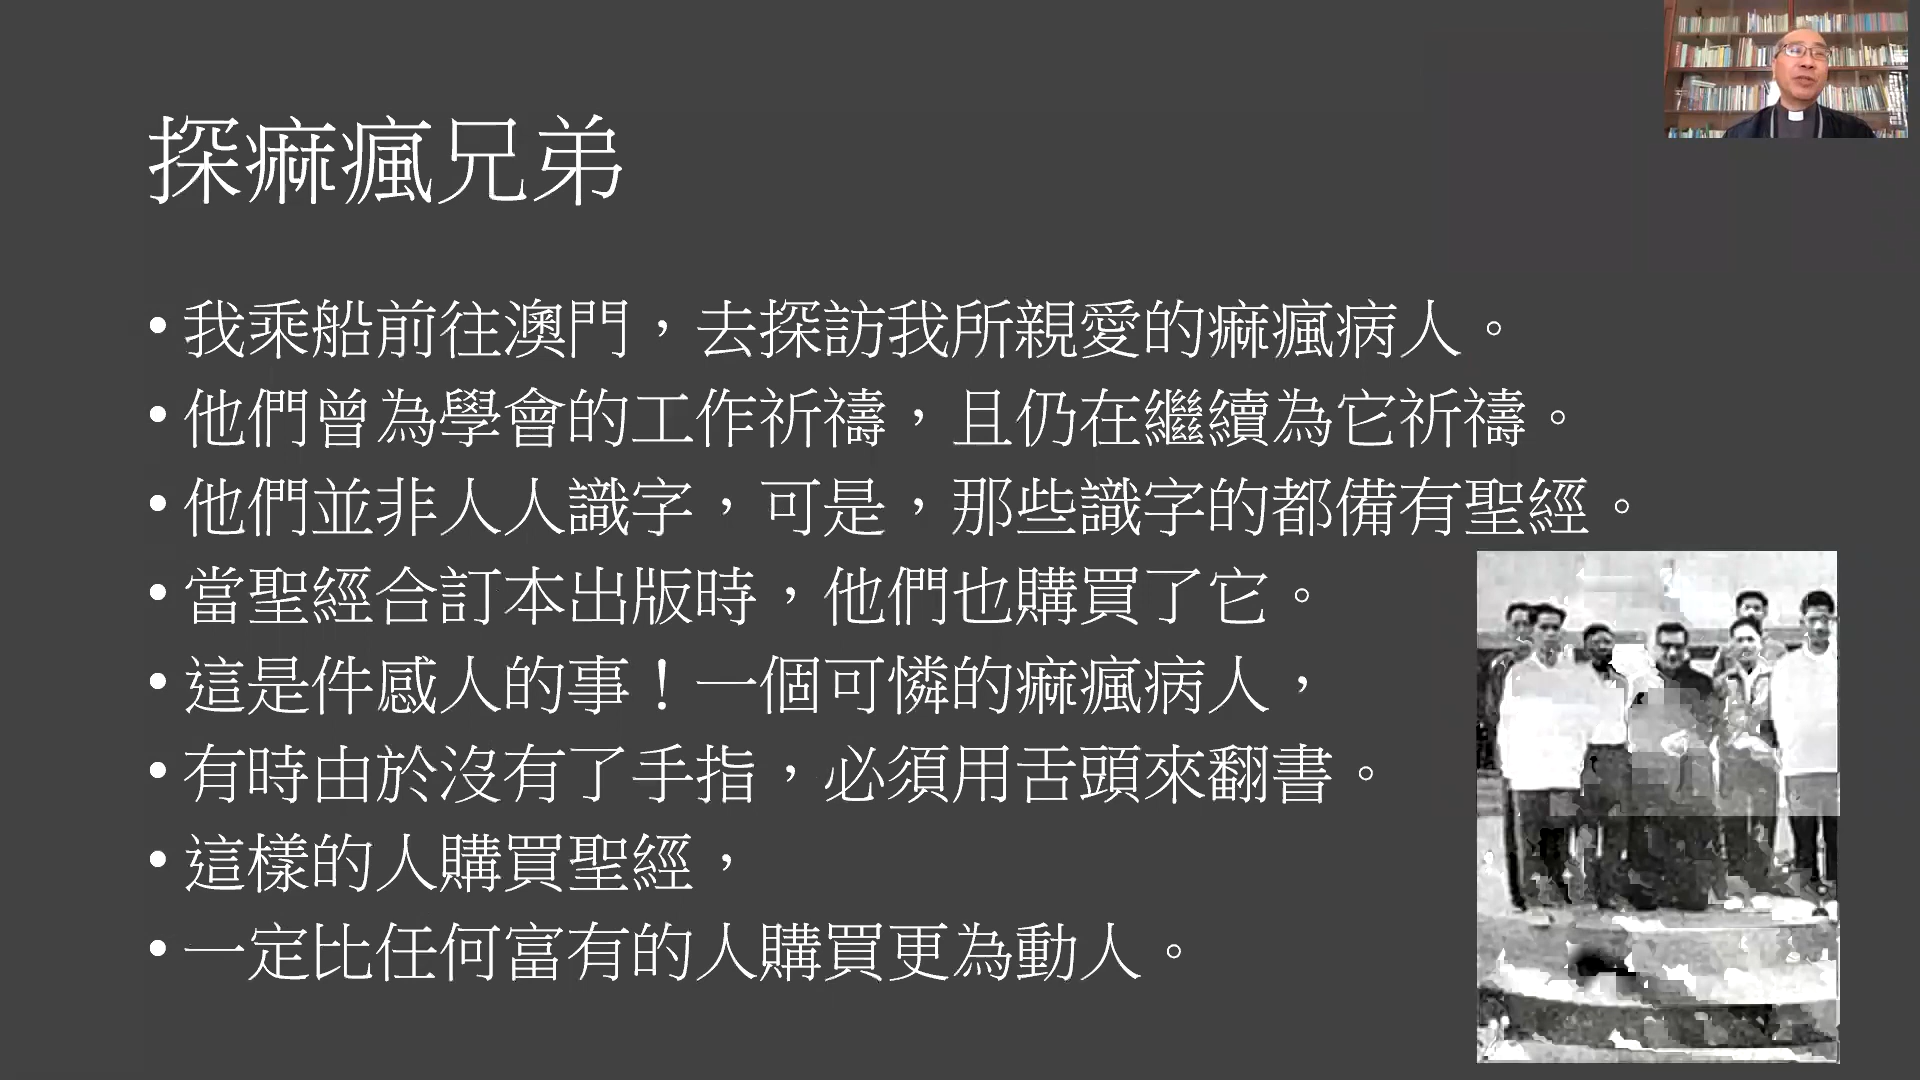 探痳瘋兄弟
• 我乘船前往澳門，去探訪我所親愛的痳瘋病人。
• 他們曾為學會的工作祈禱，且仍在繼續為它祈禱。
• 他們並非人人識字，可是，那些識字的都備有聖經。
• 當聖經合訂本出版時，他們也購買了它。
• 這是件感人的事！一個可憐的痳瘋病人，
• 有時由於沒有了手指，必須用舌頭來翻書。
• 這樣的人購買聖經，
• 一定比任何富有的人購買更為動人。